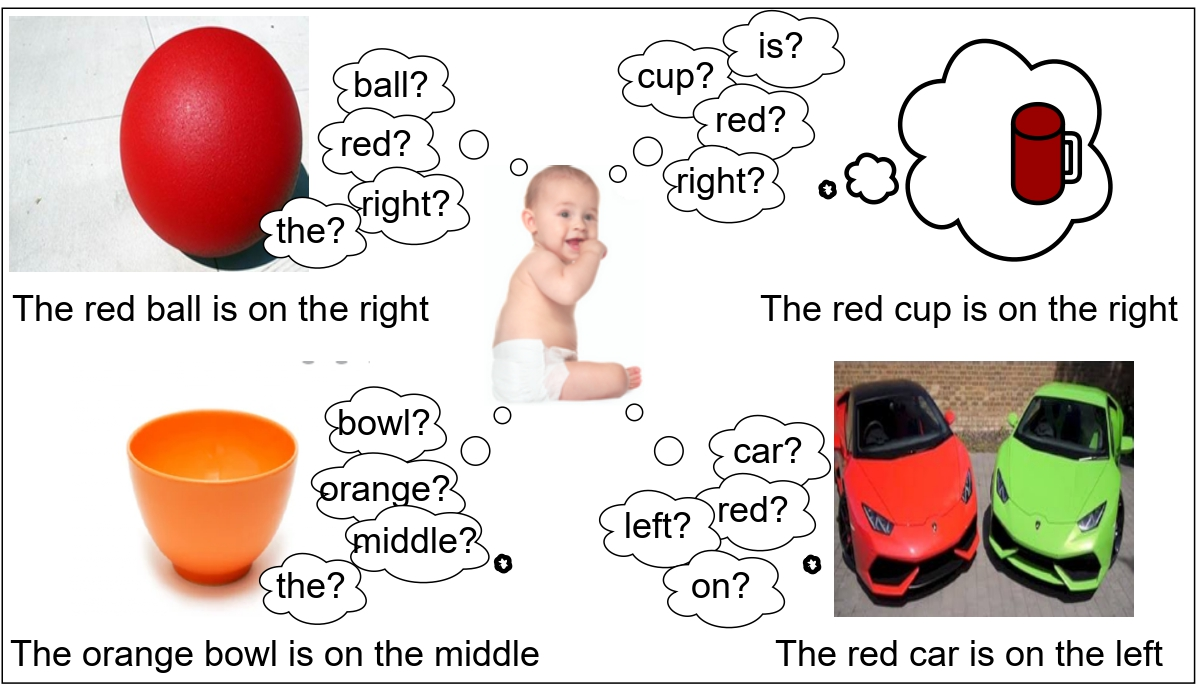 ball?
red?
right?
the?
The red ball is on the right
is?
cup?
red?
right?
The red cup is on the right
bowl?
orange?
middle?
the?
The orange bowl is on the middle
car?
red?
left?
on?
The red car is on the left